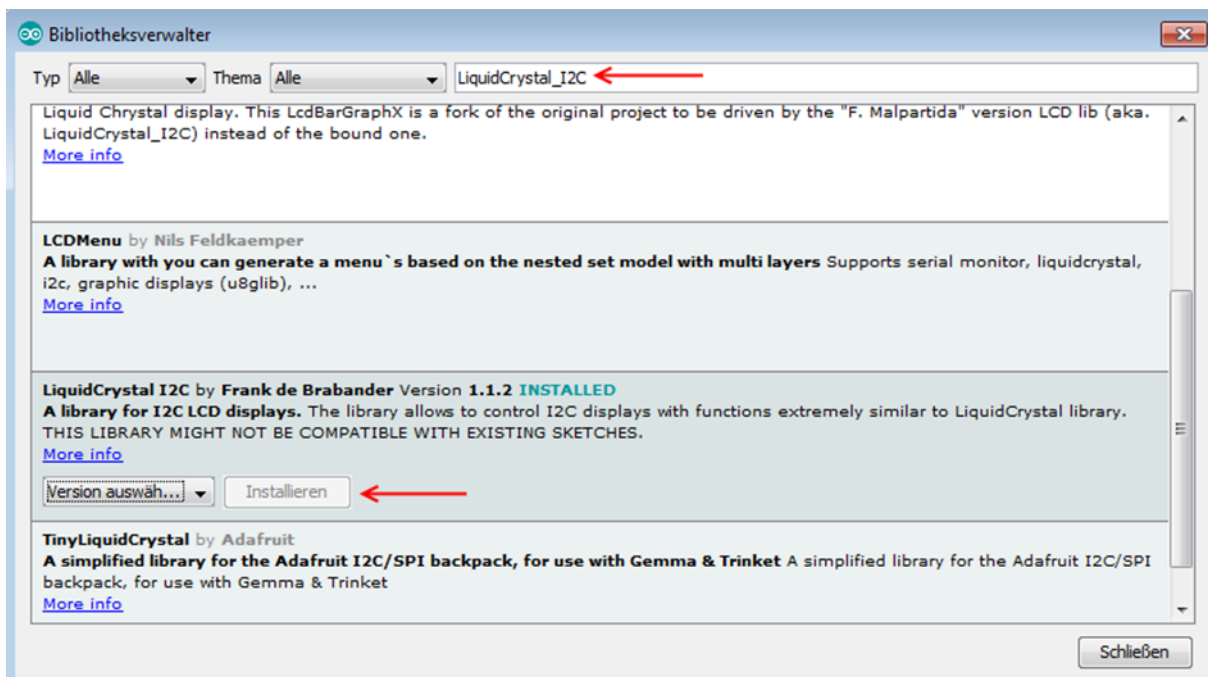 Bibliotheksverwalter
Typ Alle Thema Alle LiquidCrystal_I2C
Liquid Chrystal display. This LcdBarGraphX is a fork of the original project to be driven by the "F. Malpartida" version LCD lib (aka.
LiquidCrystal_I2C) instead of the bound one.
More info
LCDMenu by Nils Feldkaemper
A library with you can generate a menu`s based on the nested set model with multi layers Supports serial monitor, liquidcrystal,
i2c, graphic displays (u8glib), ...
More info
LiquidCrystal I2C by Frank de Brabander Version 1.1.2 INSTALLED
A library for I2C LCD displays. The library allows to control I2C displays with functions extremely similar to LiquidCrystal library.
THIS LIBRARY MIGHT NOT BE COMPATIBLE WITH EXISTING SKETCHES.
More info
Version auswäh... Installieren
TinyLiquidCrystal by Adafruit
A simplified library for the Adafruit I2C/SPI backpack, for use with Gemma & Trinket A simplified library for the Adafruit I2C/SPI
backpack, for use with Gemma & Trinket
More info
Schließen